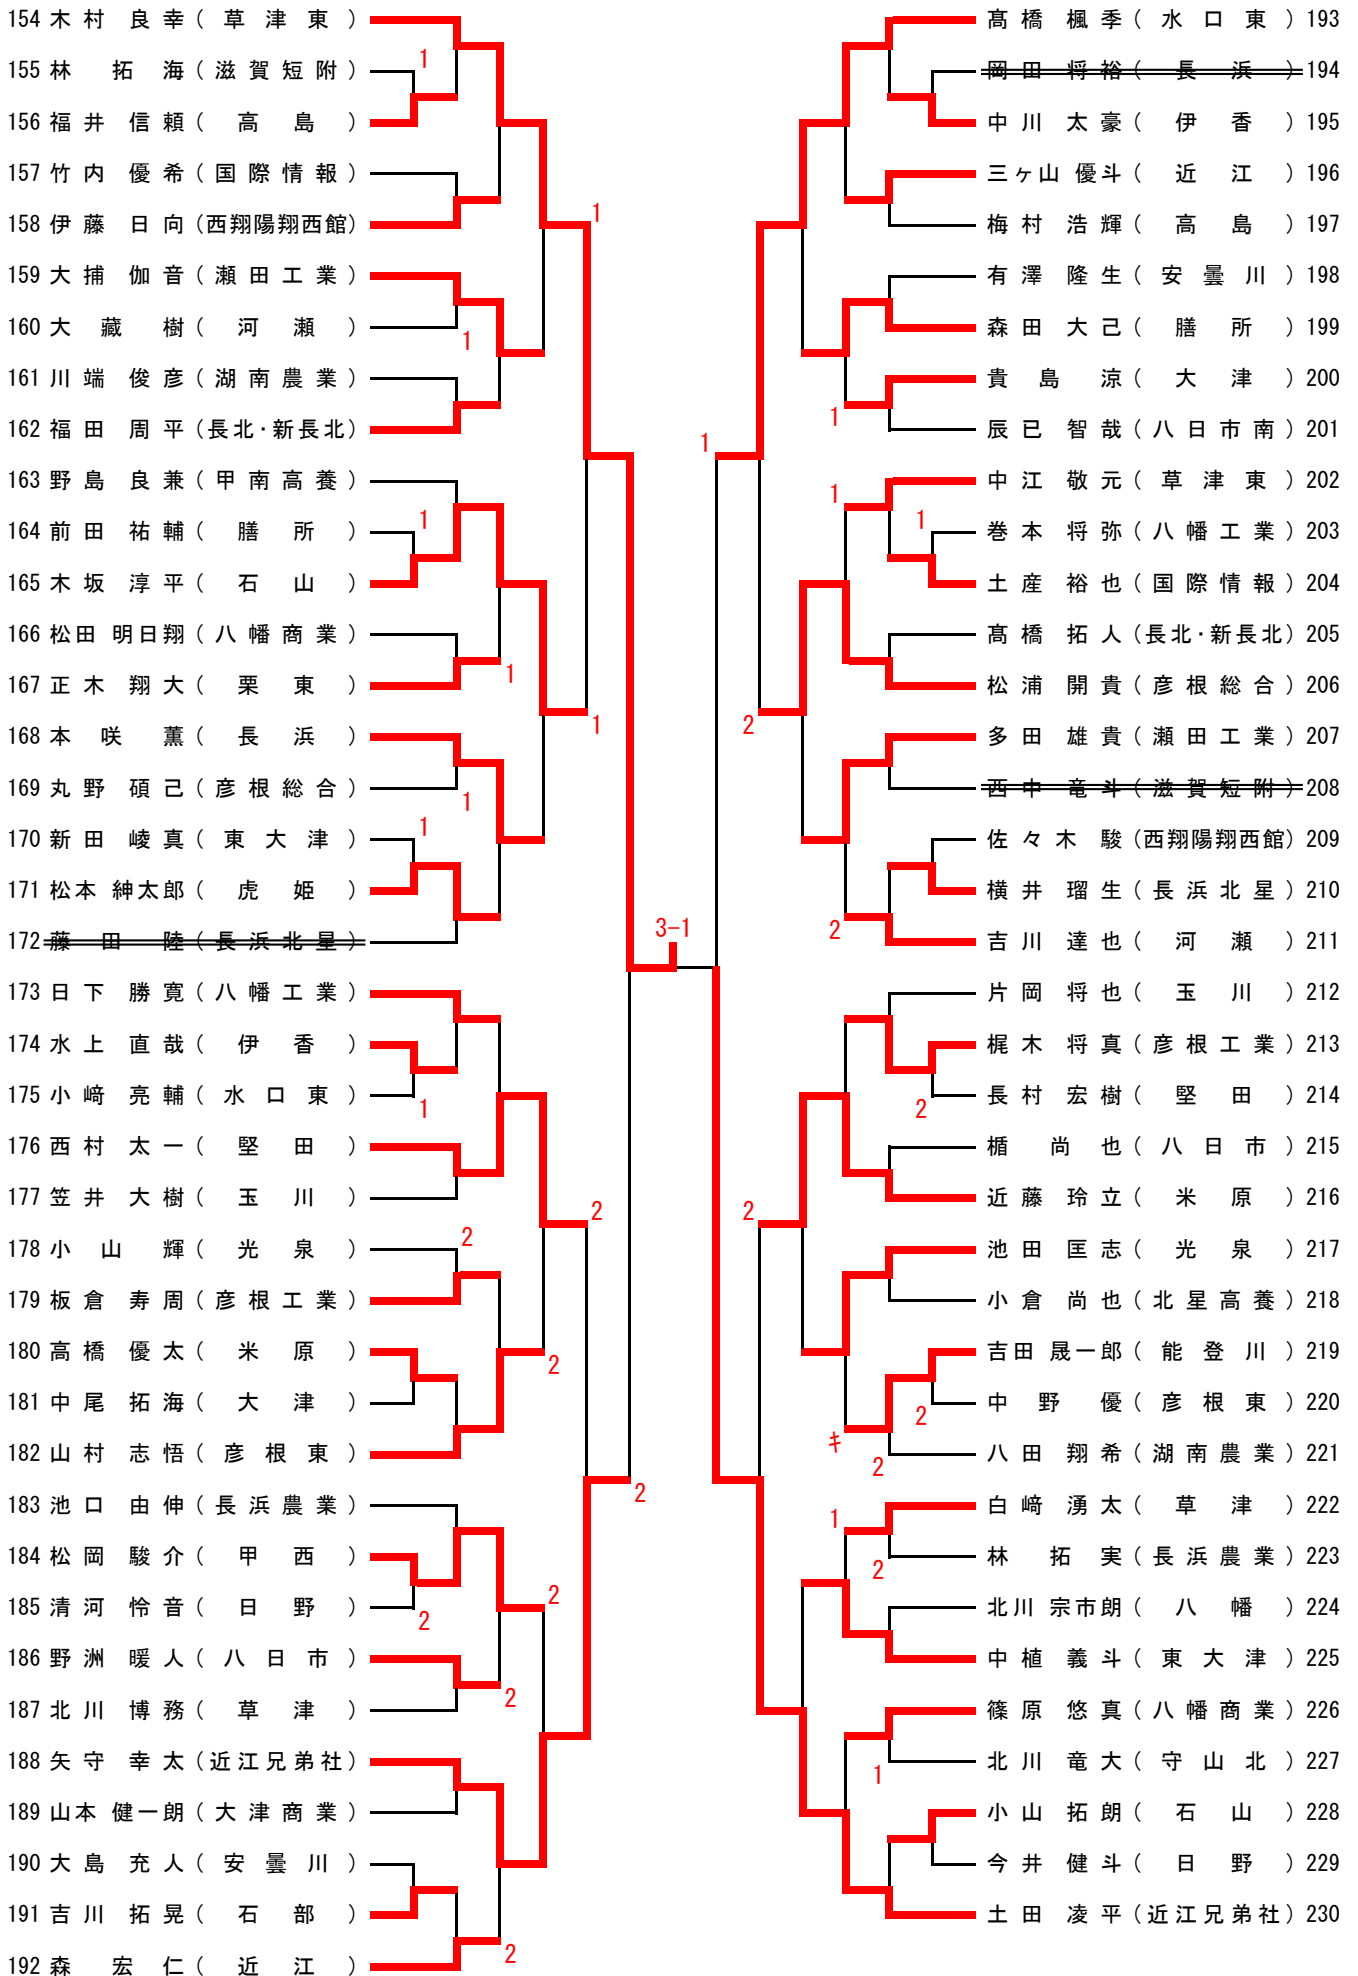 154 木村 良幸 ( 草津東 )
155 林 拓海 ( 滋賀短附 )
156 福井 信頼 ( 高島 )
157 竹内 優希 ( 国際情報 )
158 伊藤 日向 (西翔陽翔西館)
159 大捕 伽音 ( 瀬田工業 )
160 大藏 樹 ( 河瀬 )
161 川端 俊彦 ( 湖南農業 )
162 福田 周平 (長北・新長北)
163 野島 良兼 ( 甲南高養 )
164 前田 祐輔 ( 膳所 )
165 木坂 淳平 ( 石山 )
166 松田 明日翔 ( 八幡商業 )
167 正木 翔大 ( 栗東 )
168 本咲 薫 ( 長浜 )
169 丸野 碩己 ( 彦根総合 )
170 新田 崚真 ( 東大津 )
171 松本 紳太郎 ( 虎姫 )
172 藤田 陸 ( 長浜北星 )
173 日下 勝寛 ( 八幡工業 )
174 水上 直哉 ( 伊香 )
175 小﨑 亮輔 ( 水口東 )
176 西村 太一 ( 堅田 )
177 笠井 大樹 ( 玉川 )
178 小山 輝 ( 光泉 )
179 板倉 寿周 ( 彦根工業 )
180 高橋 優太 ( 米原 )
181 中尾 拓海 ( 大津 )
182 山村 志悟 ( 彦根東 )
183 池口 由伸 ( 長浜農業 )
184 松岡 駿介 ( 甲西 )
185 清河 怜音 ( 日野 )
186 野洲 暖人 ( 八日市 )
187 北川 博務 ( 草津 )
188 矢守 幸太 (近江兄弟社)
189 山本 健一朗 ( 大津商業 )
190 大島 充人 ( 安曇川 )
191 吉川 拓晃 ( 石部 )
192 森 宏仁 ( 近江 )
1
1
1
1
1
1
1
1
2
2
2
2
2
2
2
2
2
3-1
髙橋 楓季 ( 水口東 ) 193
岡田 将裕 ( 長浜 ) 194
中川 太豪 ( 伊香 ) 195
三ヶ山 優斗 ( 近江 ) 196
梅村 浩輝 ( 高島 ) 197
有澤 隆生 ( 安曇川 ) 198
森田 大己 ( 膳所 ) 199
貴島 涼 ( 大津 ) 200
辰已 智哉 ( 八日市南 ) 201
中江 敬元 ( 草津東 ) 202
巻本 将弥 ( 八幡工業 ) 203
土産 裕也 ( 国際情報 ) 204
髙橋 拓人 (長北・新長北) 205
松浦 開貴 ( 彦根総合 ) 206
多田 雄貴 ( 瀬田工業 ) 207
西中 竜斗 ( 滋賀短附 ) 208
佐々木 駿 (西翔陽翔西館) 209
横井 瑠生 ( 長浜北星 ) 210
吉川 達也 ( 河瀬 ) 211
片岡 将也 ( 玉川 ) 212
梶木 将真 ( 彦根工業 ) 213
長村 宏樹 ( 堅田 ) 214
楯 尚也 ( 八日市 ) 215
近藤 玲立 ( 米原 ) 216
池田 匡志 ( 光泉 ) 217
小倉 尚也 ( 北星高養 ) 218
吉田 晟一郎 ( 能登川 ) 219
中野 優 ( 彦根東 ) 220
八田 翔希 ( 湖南農業 ) 221
白﨑 湧太 ( 草津 ) 222
林 拓実 ( 長浜農業 ) 223
北川 宗市朗 ( 八幡 ) 224
中植 義斗 ( 東大津 ) 225
篠原 悠真 ( 八幡商業 ) 226
北川 竜大 ( 守山北 ) 227
小山 拓朗 ( 石山 ) 228
今井 健斗 ( 日野 ) 229
土田 凌平 (近江兄弟社) 230
1
1
1
1
2
2
2
2
2
キ
2
1
2
1